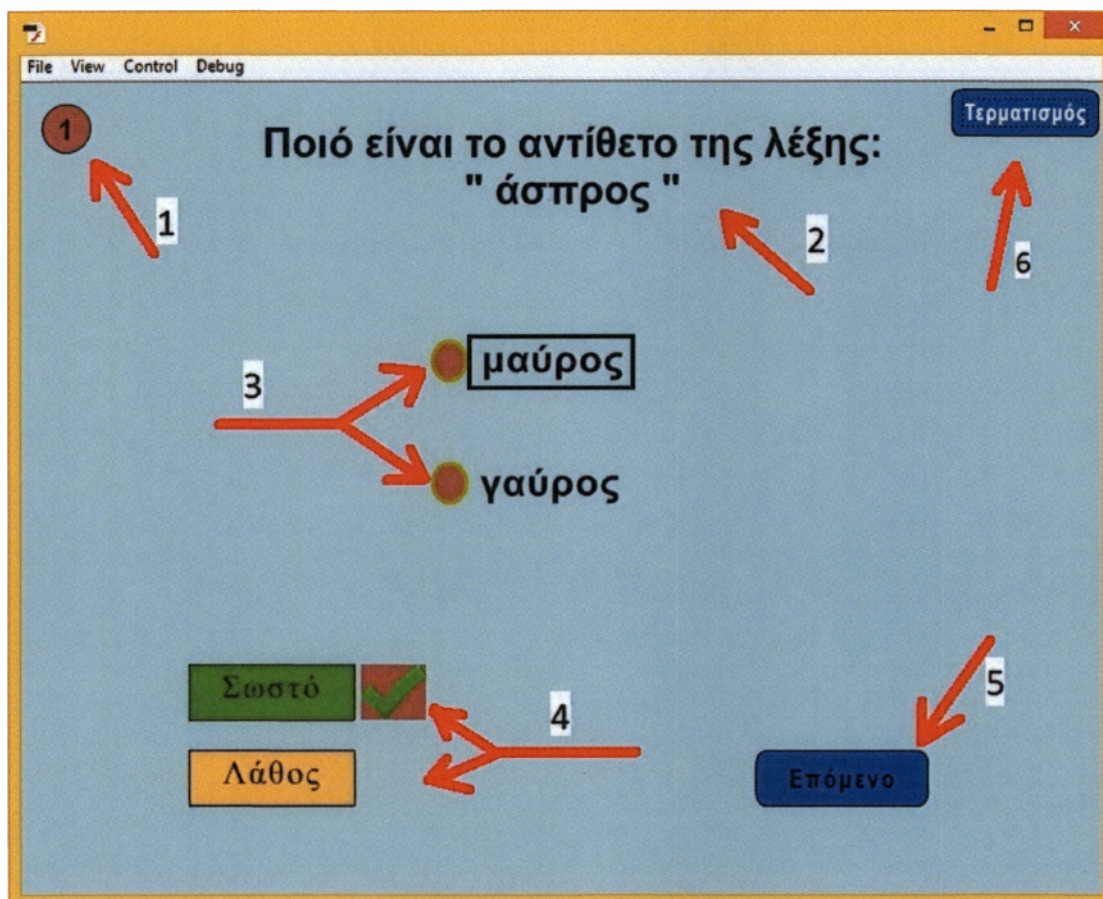 File View Control Debug
1
Τερματισμός
Ποιό είναι το αντίθετο της λέξης:
" άσπρος "
1
2
6
3
μαύρος
γαύρος
Σωστό
4
5
Λάθος
Επόμενο